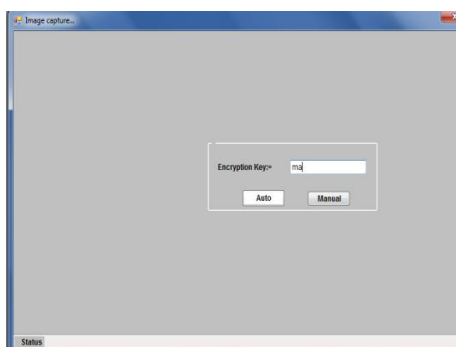 Image capture...
Encryption Key:=
ma
Auto
Manual
Status